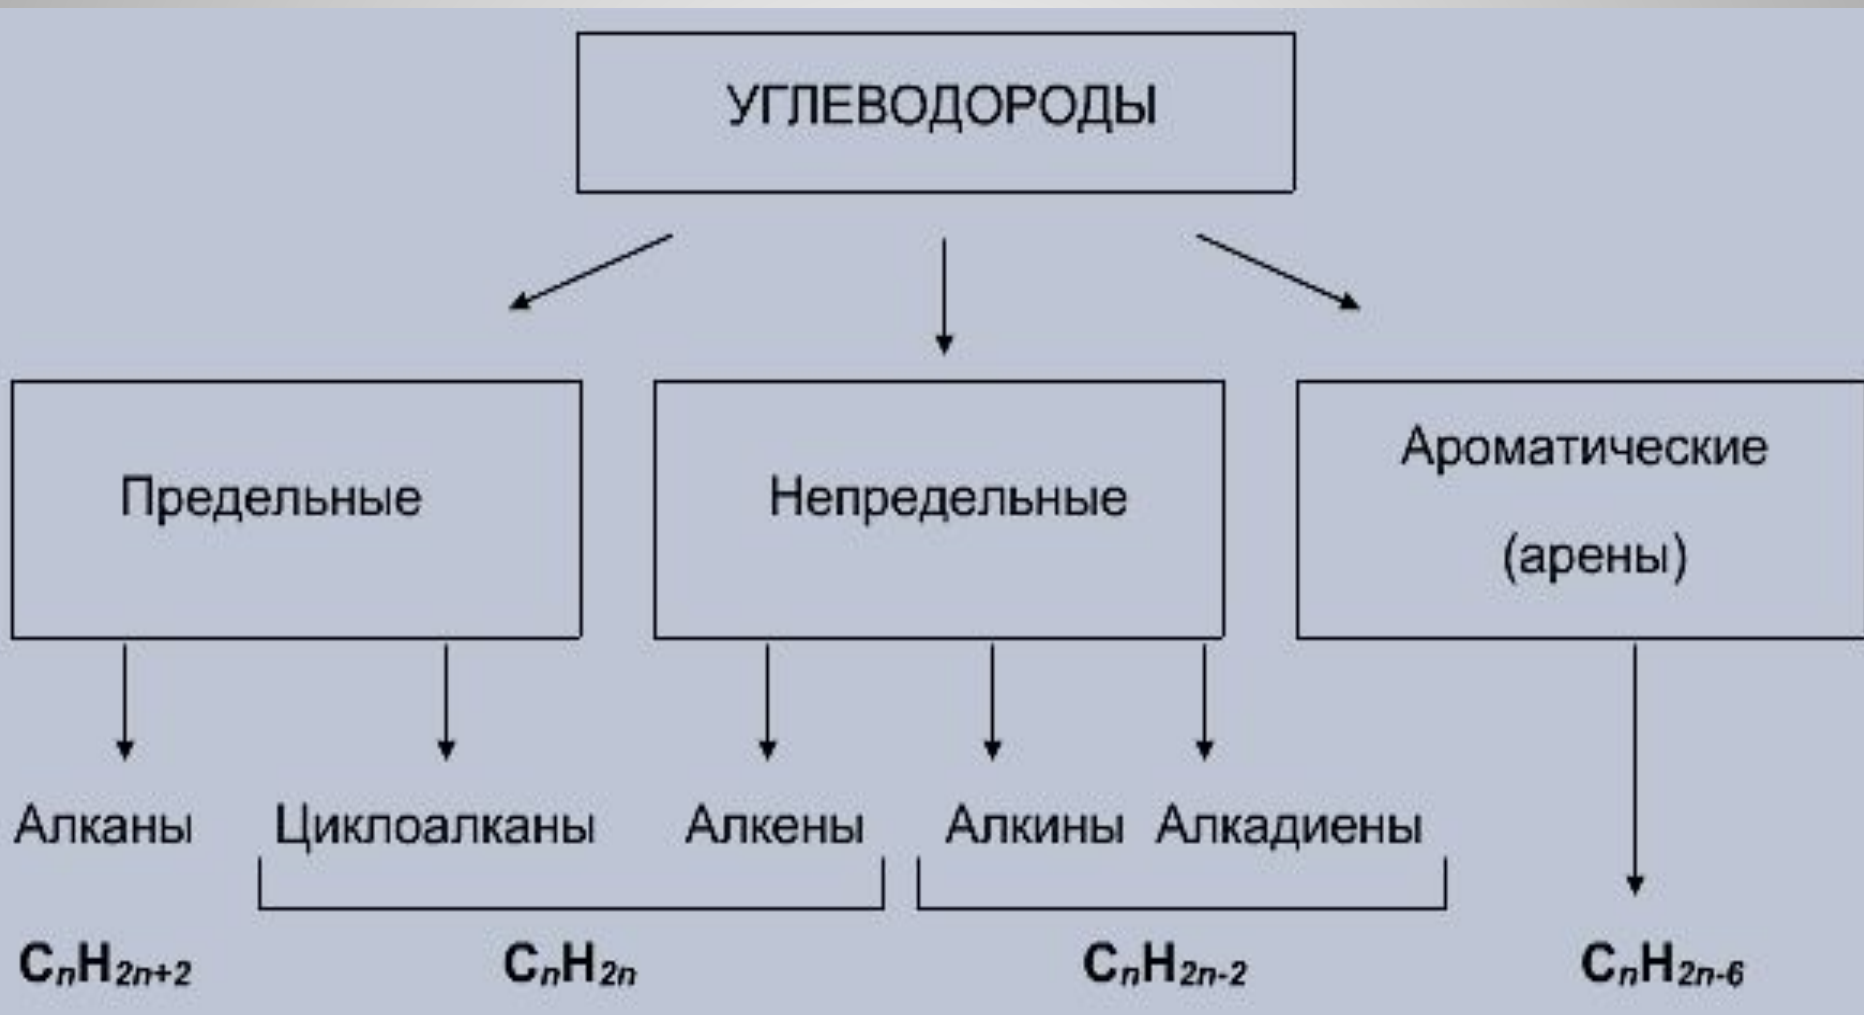 УГЛЕВОДОРОДЫ
Предельные
Непредельные
Ароматические
(арены)
Алканы
Циклоалканы
Алкены
Алкины
Алкадиены
CnH2n+2
CnH2n
CnH2n-2
CnH2n-6